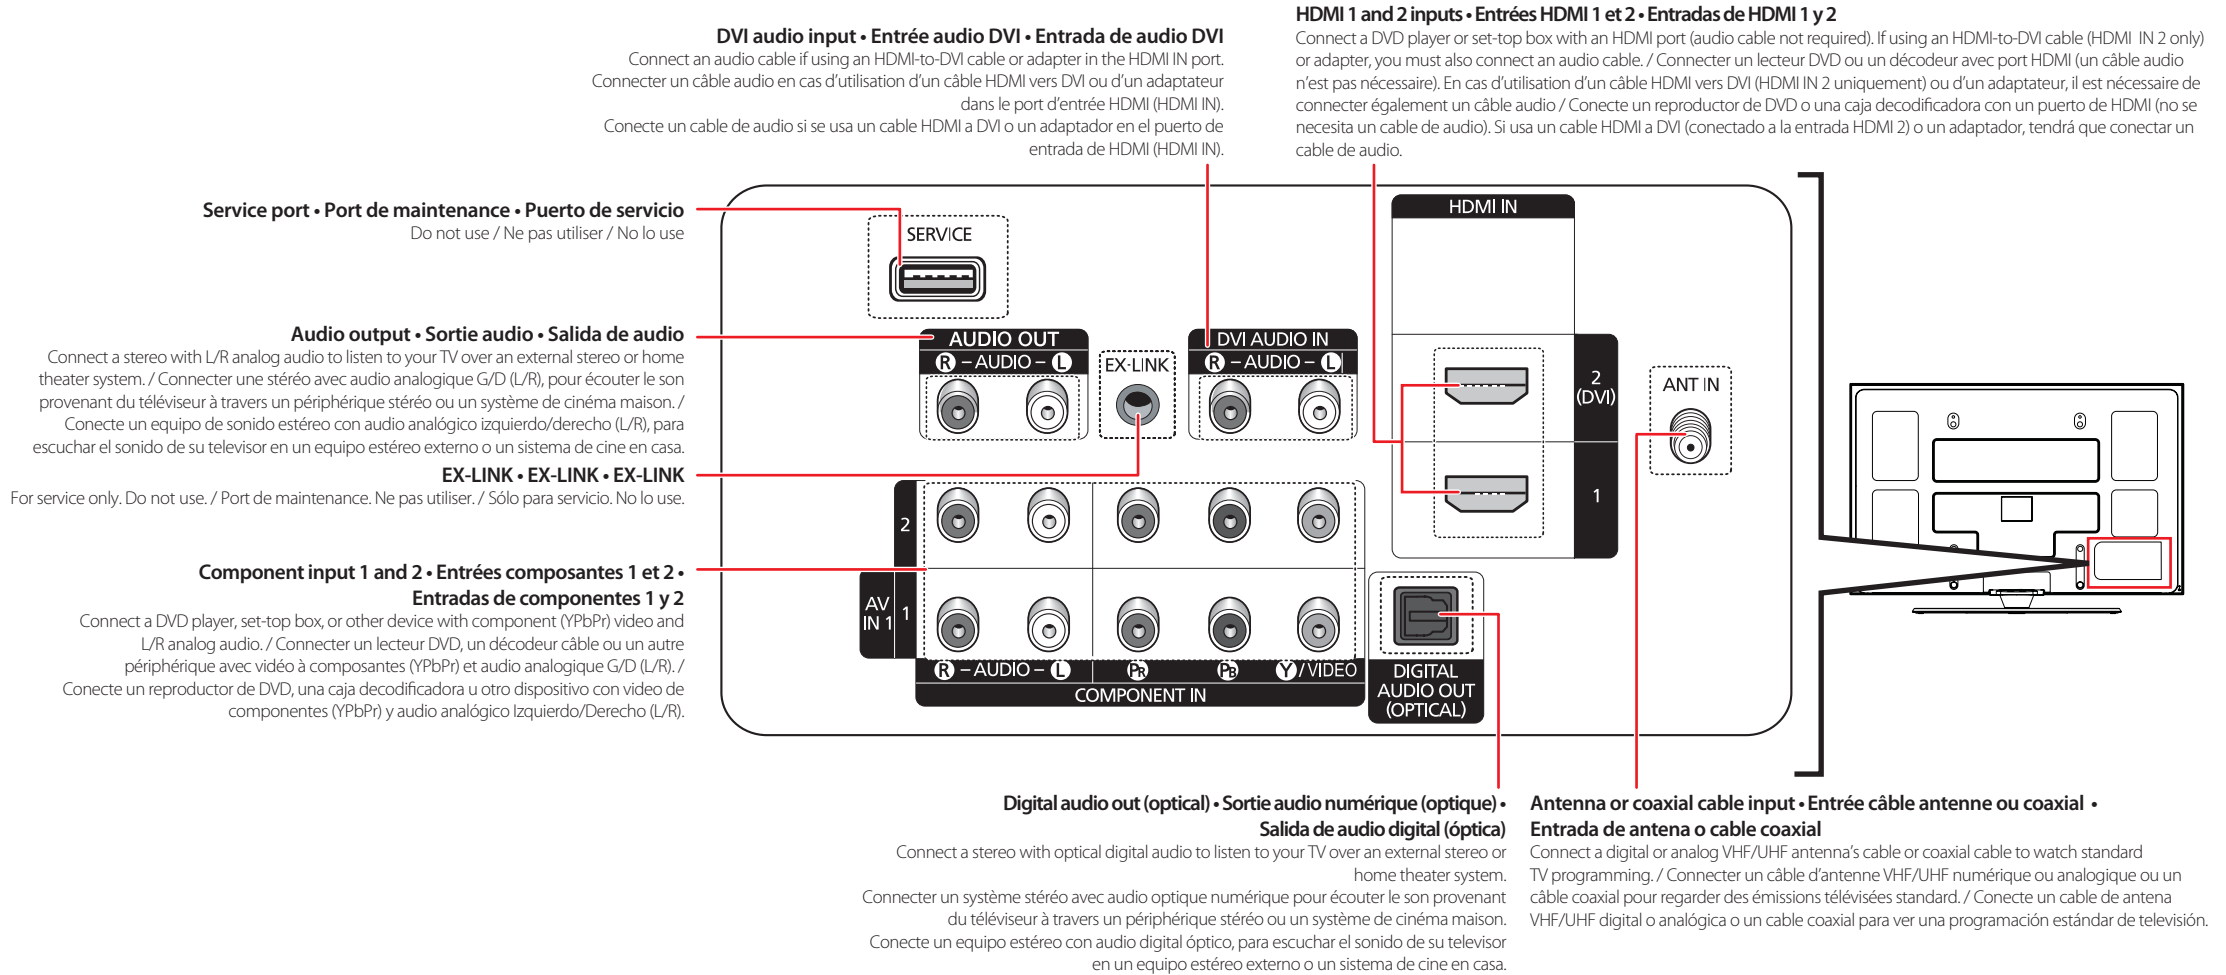 DVI audio input • Entrée audio DVI • Entrada de audio DVI
Connect an audio cable if using an HDMI-to-DVI cable or adapter in the HDMI IN port.
Connecter un câble audio en cas d'utilisation d'un câble HDMI vers DVI ou d'un adaptateur
dans le port d'entrée HDMI (HDMI IN).
Conecte un cable de audio si se usa un cable HDMI a DVI o un adaptador en el puerto de
entrada de HDMI (HDMI IN).
HDMI 1 and 2 inputs • Entrées HDMI 1 et 2 • Entradas de HDMI 1 y 2
Connect a DVD player or set-top box with an HDMI port (audio cable not required). If using an HDMI-to-DVI cable (HDMI IN 2 only)
or adapter, you must also connect an audio cable. / Connecter un lecteur DVD ou un décodeur avec port HDMI (un câble audio
n'est pas nécessaire). En cas d'utilisation d'un câble HDMI vers DVI (HDMI IN 2 uniquement) ou d'un adaptateur, il est nécessaire de
connecter également un câble audio / Conecte un reproductor de DVD o una caja decodificadora con un puerto de HDMI (no se
necesita un cable de audio). Si usa un cable HDMI a DVI (conectado a la entrada HDMI 2) o un adaptador, tendrá que conectar un
cable de audio.
Service port • Port de maintenance • Puerto de servicio
Do not use / Ne pas utiliser / No lo use
Audio output • Sortie audio • Salida de audio
Connect a stereo with L/R analog audio to listen to your TV over an external stereo or home
theater system. / Connecter une stéréo avec audio analogique G/D (L/R), pour écouter le son
provenant du téléviseur à travers un périphérique stéréo ou un système de cinéma maison. /
Conecte un equipo de sonido estéreo con audio analógico izquierdo/derecho (L/R), para
escuchar el sonido de su televisor en un equipo estéreo externo o un sistema de cine en casa.
EX-LINK • EX-LINK • EX-LINK
For service only. Do not use. / Port de maintenance. Ne pas utiliser. / Sólo para servicio. No lo use.
Component input 1 and 2 • Entrées composantes 1 et 2 •
Entradas de componentes 1 y 2
Connect a DVD player, set-top box, or other device with component (YPbPr) video and
L/R analog audio. / Connecter un lecteur DVD, un décodeur câble ou un autre
périphérique avec vidéo à composantes (YPbPr) et audio analogique G/D (L/R). /
Conecte un reproductor de DVD, una caja decodificadora u otro dispositivo con video de
componentes (YPbPr) y audio analógico Izquierdo/Derecho (L/R).
SERVICE
HDMI IN
AUDIO OUT
R – AUDIO – L
EX-LINK
DVI AUDIO IN
R – AUDIO – L
2
(DVI)
1
ANT IN
2
AV
IN 1
1
R – AUDIO – L
PR
PB
Y / VIDEO
COMPONENT IN
DIGITAL
AUDIO OUT
(OPTICAL)
Digital audio out (optical) • Sortie audio numérique (optique) •
Salida de audio digital (óptica)
Connect a stereo with optical digital audio to listen to your TV over an external stereo or
home theater system.
Connecter un système stéréo avec audio optique numérique pour écouter le son provenant
du téléviseur à travers un périphérique stéréo ou un système de cinéma maison.
Conecte un equipo estéreo con audio digital óptico, para escuchar el sonido de su televisor
en un equipo estéreo externo o un sistema de cine en casa.
Antenna or coaxial cable input • Entrée câble antenne ou coaxial •
Entrada de antena o cable coaxial
Connect a digital or analog VHF/UHF antenna's cable or coaxial cable to watch standard
TV programming. / Connecter un câble d'antenne VHF/UHF numérique ou analogique ou un
câble coaxial pour regarder des émissions télévisées standard. / Conecte un cable de antena
VHF/UHF digital o analógica o un cable coaxial para ver una programación estándar de televisión.